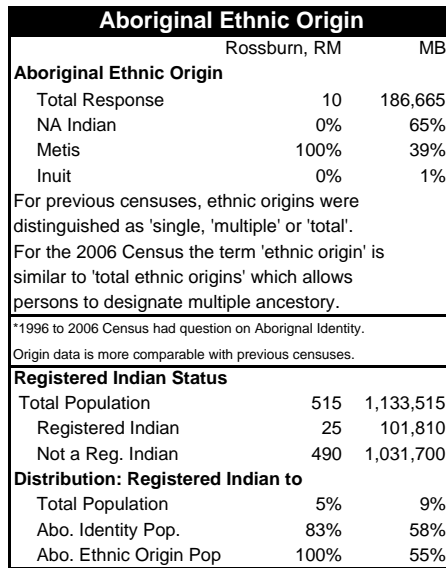 Aboriginal Ethnic Origin
Rossburn, RM MB
Aboriginal Ethnic Origin
Total Response 10 186,665
NA Indian 0% 65%
Metis 100% 39%
Inuit 0% 1%
For previous censuses, ethnic origins were
distinguished as 'single, 'multiple' or 'total'.
For the 2006 Census the term 'ethnic origin' is
similar to 'total ethnic origins' which allows
persons to designate multiple ancestory.
*1996 to 2006 Census had question on Aborignal Identity.
Origin data is more comparable with previous censuses.
Registered Indian Status
Total Population 515 1,133,515
Registered Indian 25 101,810
Not a Reg. Indian 490 1,031,700
Distribution: Registered Indian to
Total Population 5% 9%
Abo. Identity Pop. 83% 58%
Abo. Ethnic Origin Pop 100% 55%